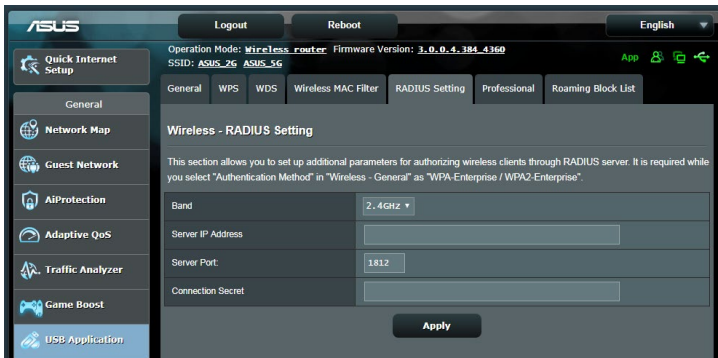 ASUS
Logout
Reboot
English
Operation Mode: Wireless router Firmware Version: 3.0.0.4.384_4360
SSID: ASUS_2G ASUS_5G
App
Quick Internet
Setup
General
Network Map
Guest Network
AiProtection
Adaptive QoS
Traffic Analyzer
Game Boost
USB Application
General WPS WDS Wireless MAC Filter RADIUS Setting Professional Roaming Block List
Wireless - RADIUS Setting
This section allows you to set up additional parameters for authorizing wireless clients through RADIUS server. It is required while
you select "Authentication Method" in "Wireless - General" as "WPA-Enterprise / WPA2-Enterprise".
Band 2.4GHz
Server IP Address
Server Port: 1812
Connection Secret
Apply